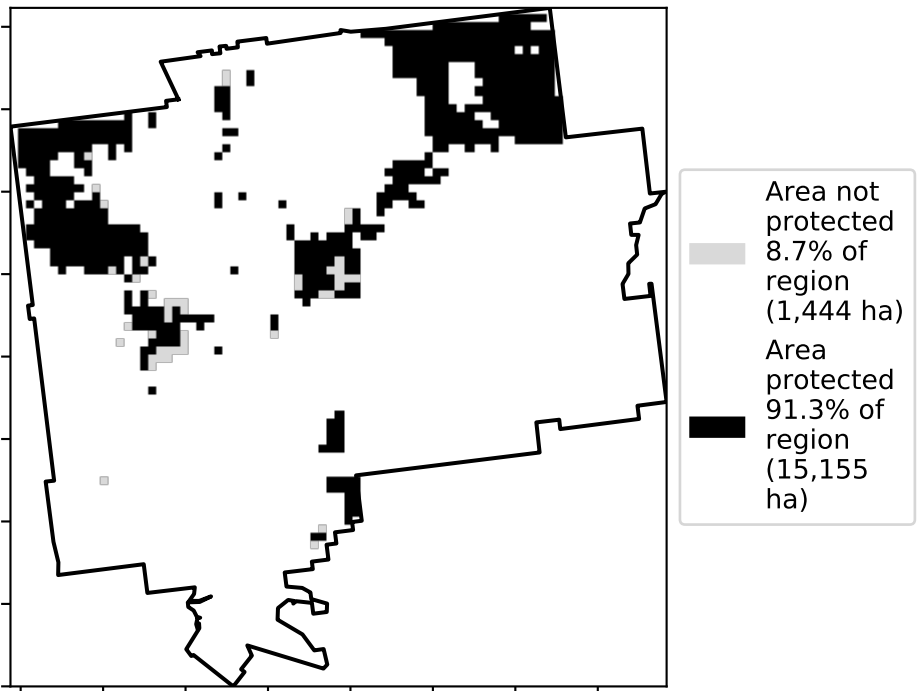 Area not
protected
8.7% of
region
(1,444 ha)
Area
protected
91.3% of
region
(15,155
ha)